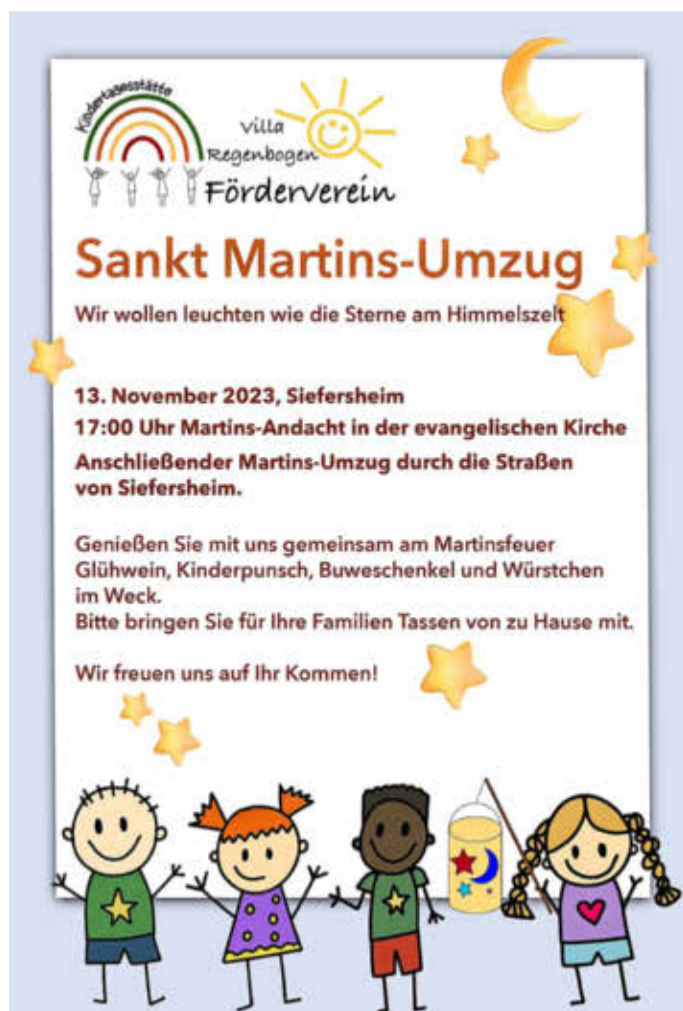 Kindertagesstätte
Villa
Regenbogen
Förderverein
Sankt Martins-Umzug
Wir wollen leuchten wie die Sterne am Himmelszelt
13. November 2023, Siefersheim
17:00 Uhr Martins-Andacht in der evangelischen Kirche
Anschließender Martins-Umzug durch die Straßen
von Siefersheim.
Genießen Sie mit uns gemeinsam am Martinsfeuer
Glühwein, Kinderpunsch, Buweschenkel und Würstchen
im Weck.
Bitte bringen Sie für Ihre Familien Tassen von zu Hause mit.
Wir freuen uns auf Ihr Kommen!